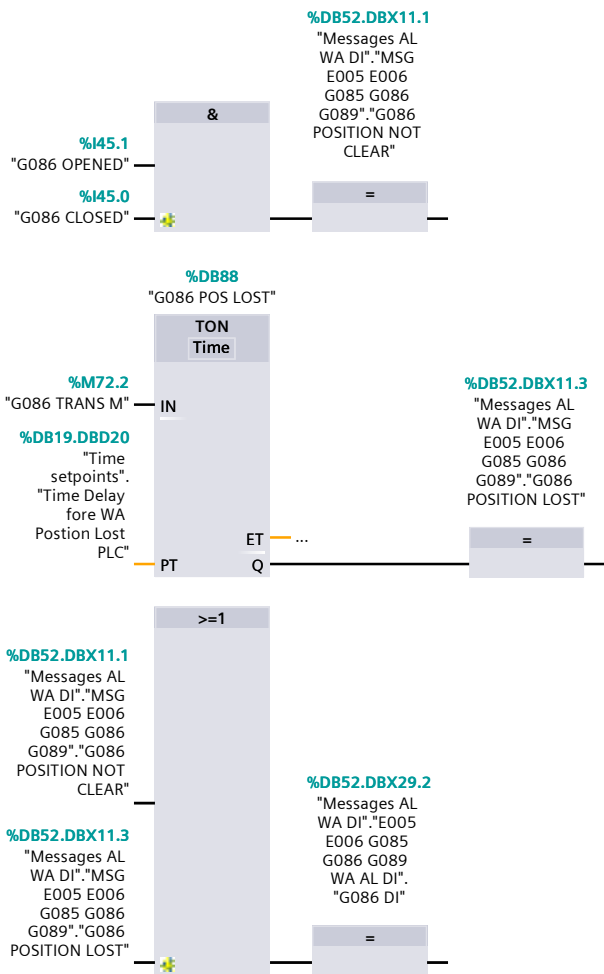 %DB52.DBX11.1
"Messages AL
WA DI"."MSG
E005 E006
G085 G086
G089"."G086
POSITION NOT
CLEAR"
&
%I45.1
"G086 OPENED"
%I45.0
"G086 CLOSED"
=
%DB88
"G086 POS LOST"
TON
Time
%M72.2
"G086 TRANS M"
IN
%DB19.DBD20
"Time
setpoints".
"Time Delay
fore WA
Postion Lost
PLC"
PT
ET
...
Q
%DB52.DBX11.3
"Messages AL
WA DI"."MSG
E005 E006
G085 G086
G089"."G086
POSITION LOST"
=
>=1
%DB52.DBX11.1
"Messages AL
WA DI"."MSG
E005 E006
G085 G086
G089"."G086
POSITION NOT
CLEAR"
%DB52.DBX11.3
"Messages AL
WA DI"."MSG
E005 E006
G085 G086
G089"."G086
POSITION LOST"
%DB52.DBX29.2
"Messages AL
WA DI"."E005
E006 G085
G086 G089
WA AL DI".
"G086 DI"
=